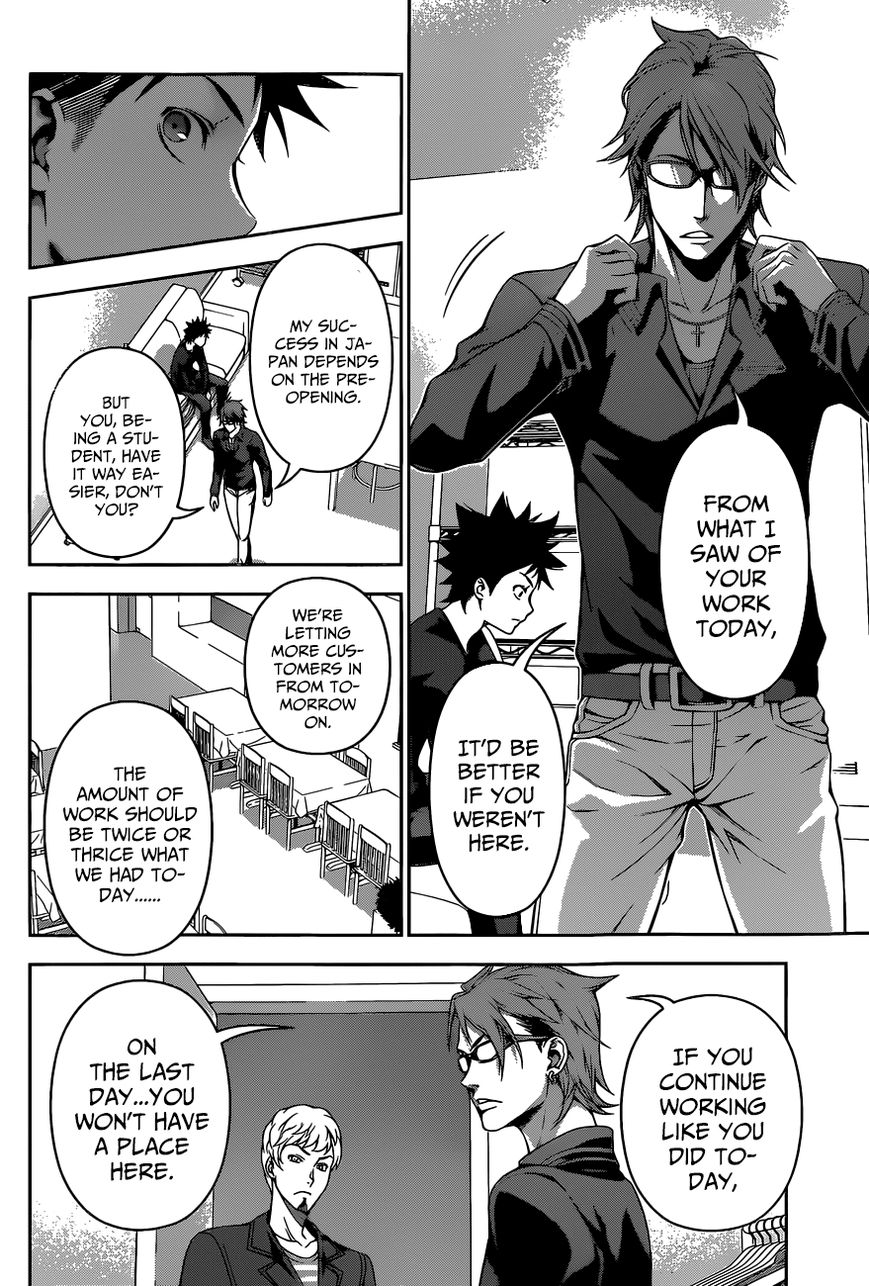 FROM
WHAT I
SAW OF
YOUR
WORK
TODAY,
IT'D BE
BETTER
IF YOU
WEREN'T
HERE.
MY SUC-
CESS IN JA-
PAN DEPENDS
ON THE PRE-
OPENING.
BUT
YOU, BE-
ING A STU-
DENT, HAVE
IT WAY EA-
SIER, DON'T
YOU?
WE'RE
LETTING
MORE CUS-
TOMERS IN
FROM TO-
MORROW
ON.
THE
AMOUNT OF
WORK SHOULD
BE TWICE OR
THRICE WHAT
WE HAD TO-
DAY......
IF YOU
CONTINUE
WORKING
LIKE YOU
DID TO-
DAY,
ON
THE LAST
DAY...YOU
WON'T HAVE
A PLACE
HERE.